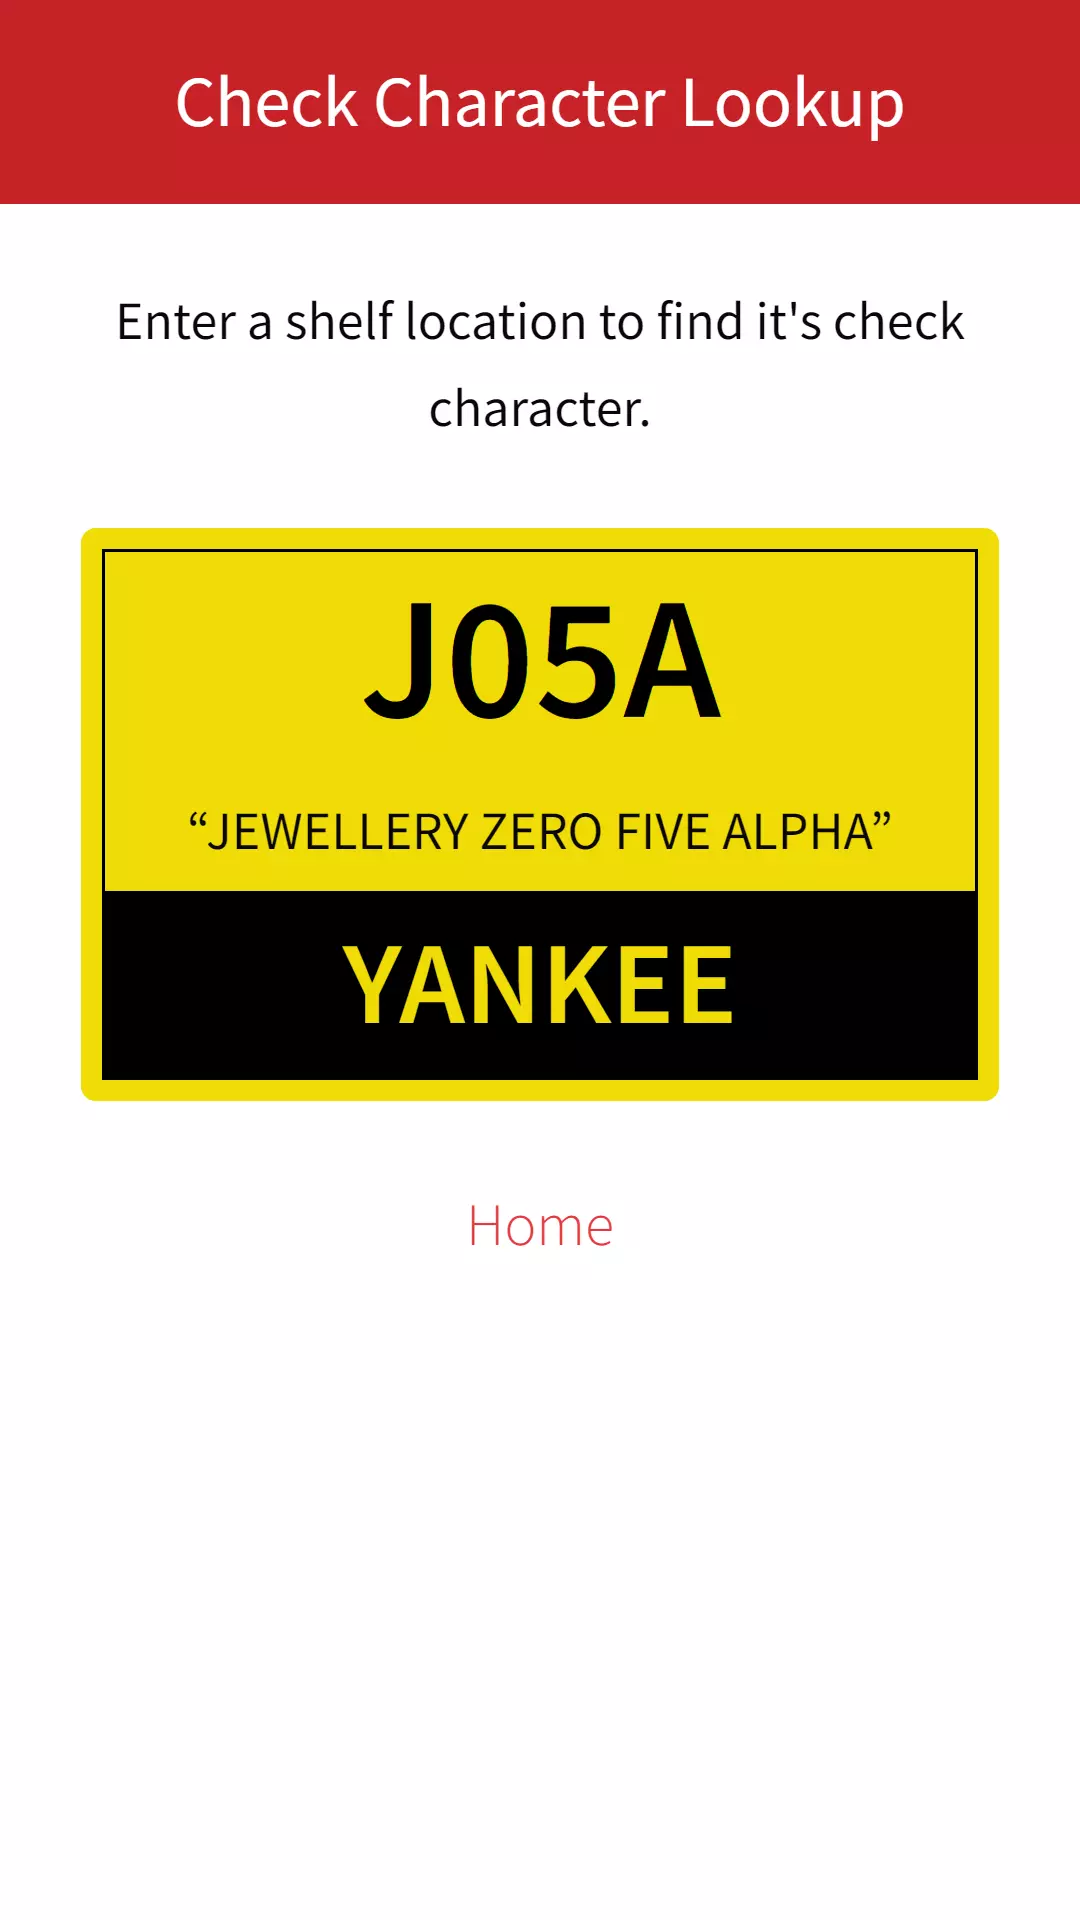 Check Character Lookup
Enter a shelf location to find it's check
character.
J05A
“JEWELLERY ZERO FIVE ALPHA”
YANKEE
Home